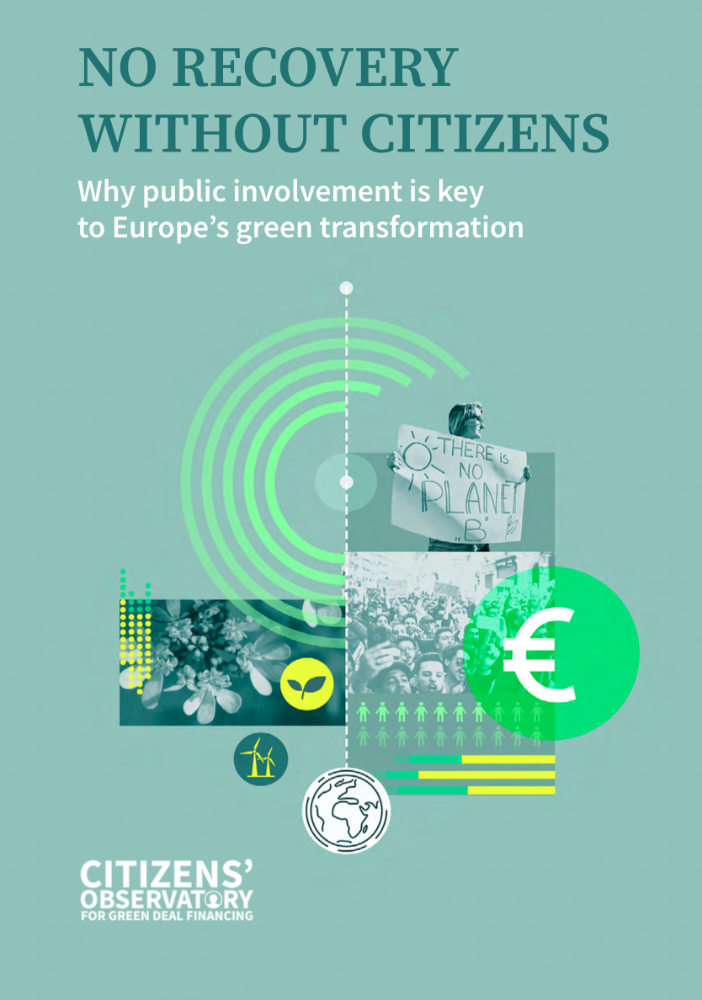 NO RECOVERY
WITHOUT CITIZENS
Why public involvement is key
to Europe’s green transformation
THERE is
NO
PLANET
„B”
€
CITIZENS’
OBSERVATORY
FOR GREEN DEAL FINANCING